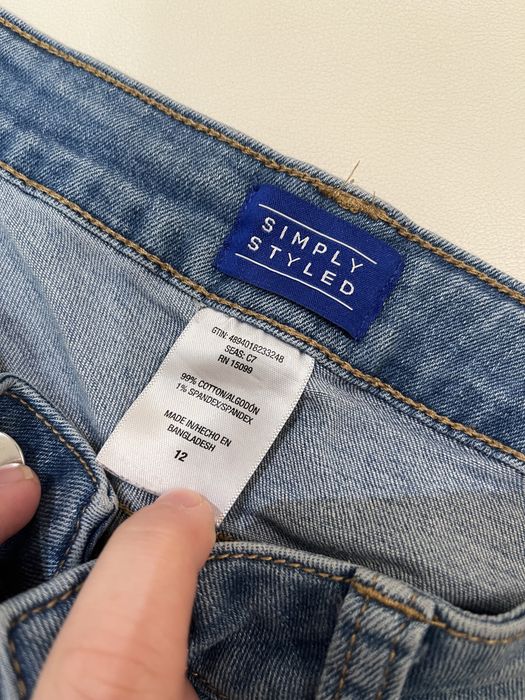 SIMPLY
STYLED
GTIN: 4894018233248
SEAS: C7
RN 15099
99% COTTON/ALGODÓN
1% SPANDEX/SPANDEX
MADE IN/HECHO EN
BANGLADESH
12